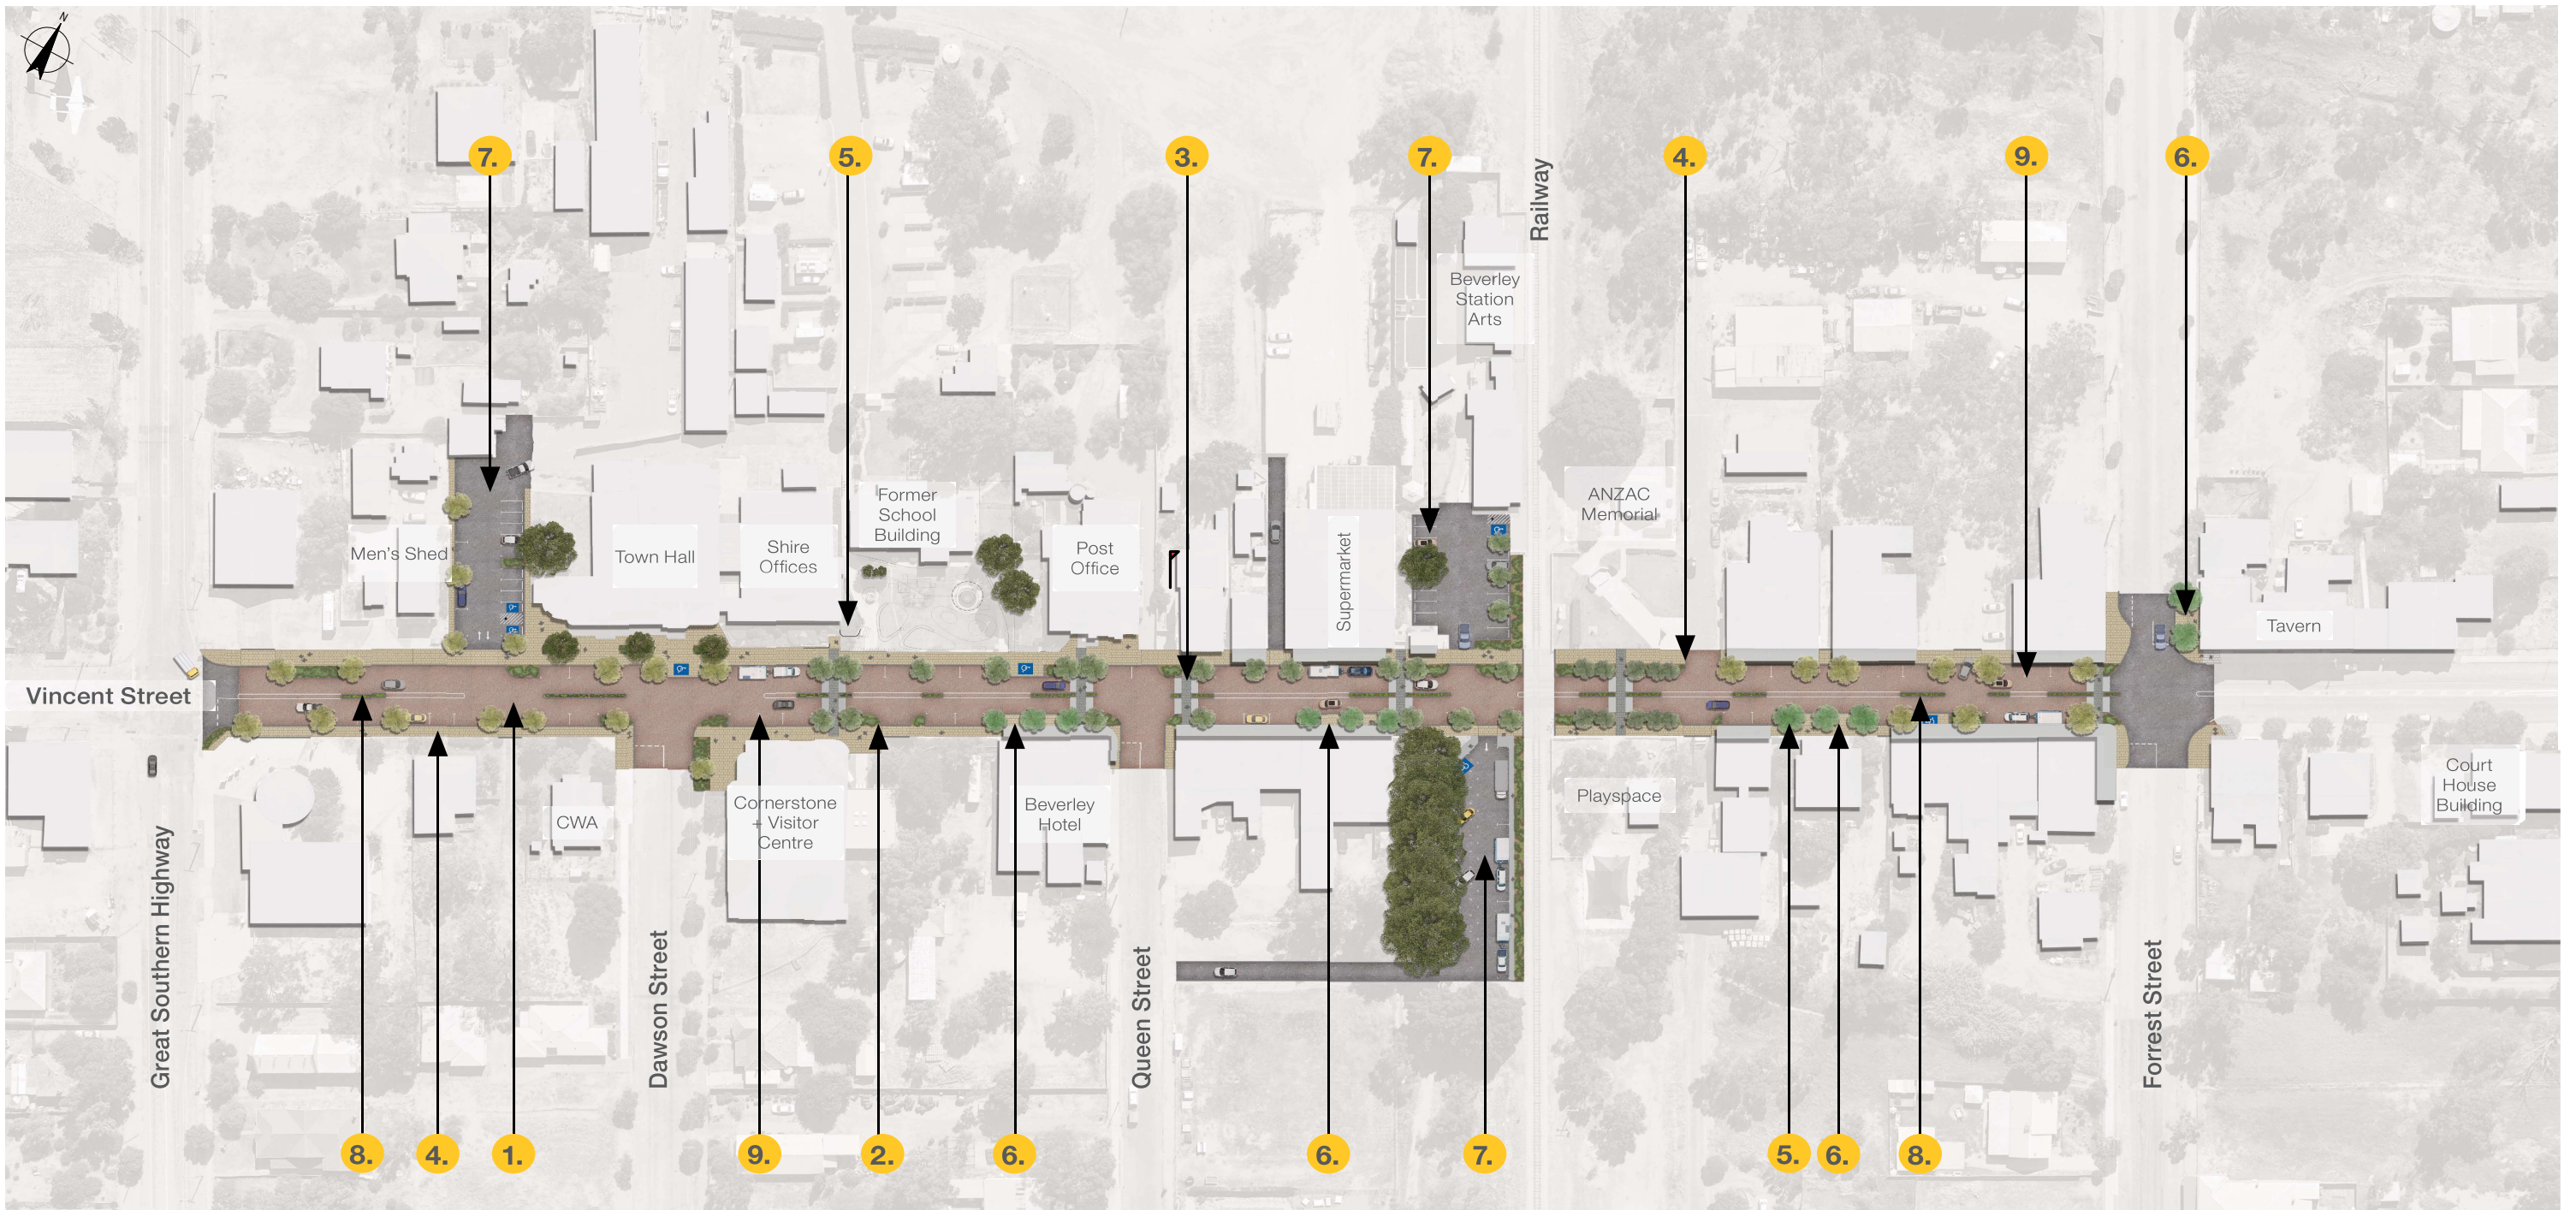 N
7.
5.
3.
7.
4.
9.
6.
Railway
Beverley
Station
Arts
Men's Shed
Town Hall
Shire
Offices
Former
School
Building
Post
Office
Supermarket
ANZAC
Memorial
Tavern
Vincent Street
CWA
Cornerstone
+ Visitor
Centre
Beverley
Hotel
Playspace
Court
House
Building
Great Southern Highway
Dawson Street
Queen Street
Forrest Street
8.
4.
1.
9.
2.
6.
6.
7.
5.
6.
8.